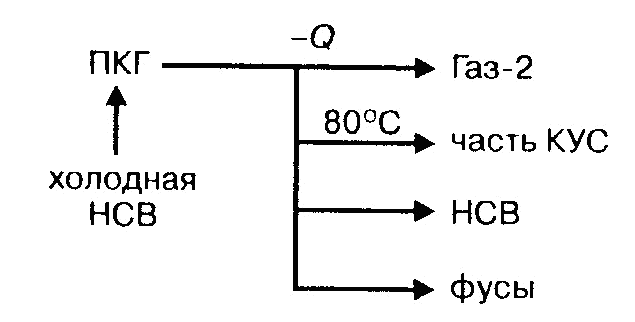 –Q
ПКГ
Газ-2
80°С
часть КУС
холодная
НСВ
НСВ
фусы